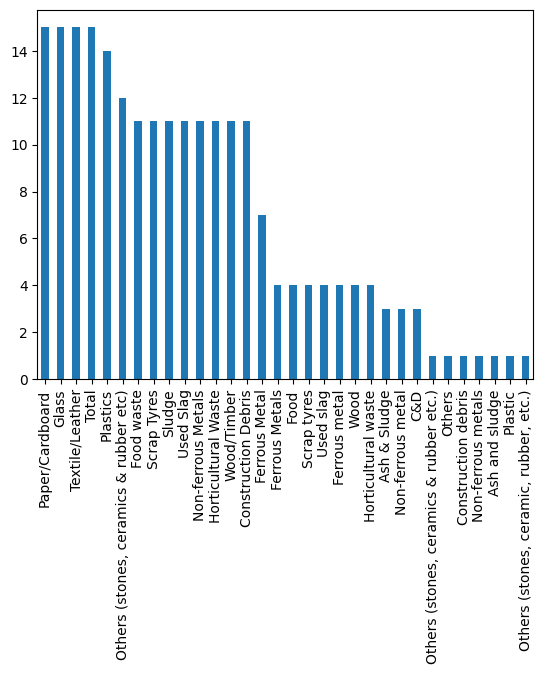 14
12
10
8
6
4
2
0
Paper/Cardboard
Glass
Textile/Leather
Total
Plastics
Others (stones, ceramics & rubber etc)
Food waste
Scrap Tyres
Sludge
Used Slag
Non-ferrous Metals
Horticultural Waste
Wood/Timber
Construction Debris
Ferrous Metal
Ferrous Metals
Food
Scrap tyres
Used slag
Ferrous metal
Wood
Horticultural waste
Ash & Sludge
Non-ferrous metal
C&D
Others (stones, ceramics & rubber etc.)
Others
Construction debris
Non-ferrous metals
Ash and sludge
Plastic
Others (stones, ceramic, rubber, etc.)